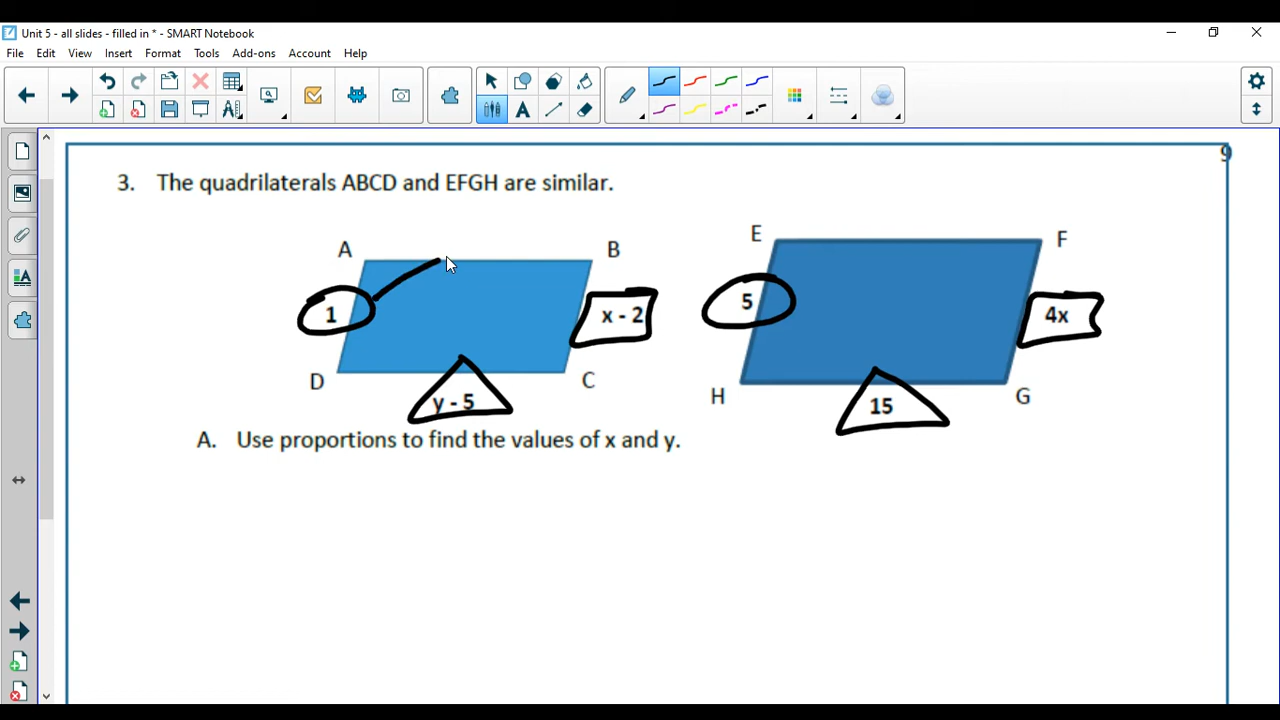 Unit 5 - all slides - filled in * - SMART Notebook
File Edit View Insert Format Tools Add-ons Account Help
9
3. The quadrilaterals ABCD and EFGH are similar.
A B E F
1 x - 2 5 4x
D C H G
y - 5 15
A. Use proportions to find the values of x and y.